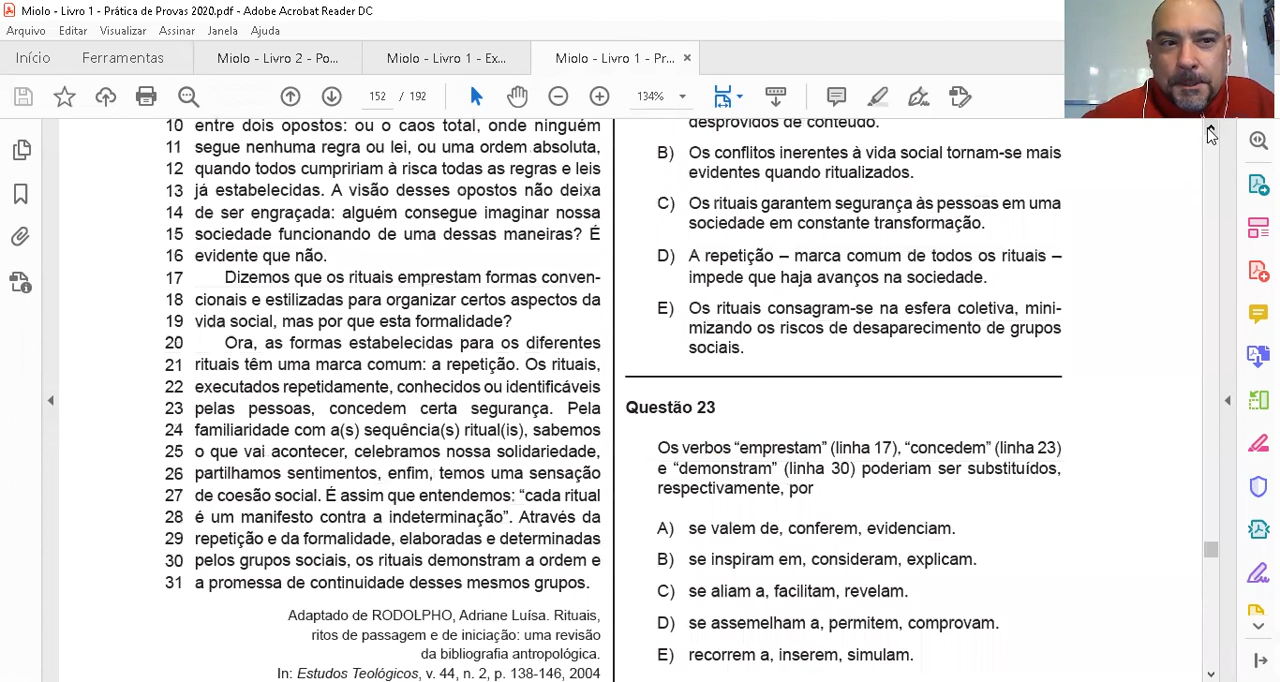 Miolo - Livro 1 - Prática de Provas 2020.pdf - Adobe Acrobat Reader DC
Arquivo Editar Visualizar Assinar Janela Ajuda
Início Ferramentas Miolo - Livro 2 - Po... Miolo - Livro 1 - Ex... Miolo - Livro 1 - Pr... ×
152 / 192 134%
10 entre dois opostos: ou o caos total, onde ninguém
11 segue nenhuma regra ou lei, ou uma ordem absoluta,
12 quando todos cumpririam à risca todas as regras e leis
13 já estabelecidas. A visão desses opostos não deixa
14 de ser engraçada: alguém consegue imaginar nossa
15 sociedade funcionando de uma dessas maneiras? É
16 evidente que não.
17 Dizemos que os rituais emprestam formas conven-
18 cionais e estilizadas para organizar certos aspectos da
19 vida social, mas por que esta formalidade?
20 Ora, as formas estabelecidas para os diferentes
21 rituais têm uma marca comum: a repetição. Os rituais,
22 executados repetidamente, conhecidos ou identificáveis
23 pelas pessoas, concedem certa segurança. Pela
24 familiaridade com a(s) sequência(s) ritual(is), sabemos
25 o que vai acontecer, celebramos nossa solidariedade,
26 partilhamos sentimentos, enfim, temos uma sensação
27 de coesão social. É assim que entendemos: “cada ritual
28 é um manifesto contra a indeterminação”. Através da
29 repetição e da formalidade, elaboradas e determinadas
30 pelos grupos sociais, os rituais demonstram a ordem e
31 a promessa de continuidade desses mesmos grupos.
Adaptado de RODOLPHO, Adriane Luísa. Rituais,
ritos de passagem e de iniciação: uma revisão
da bibliografia antropológica.
In: Estudos Teológicos, v. 44, n. 2, p. 138-146, 2004
desprovidos de conteúdo.
B) Os conflitos inerentes à vida social tornam-se mais
evidentes quando ritualizados.
C) Os rituais garantem segurança às pessoas em uma
sociedade em constante transformação.
D) A repetição – marca comum de todos os rituais –
impede que haja avanços na sociedade.
E) Os rituais consagram-se na esfera coletiva, mini-
mizando os riscos de desaparecimento de grupos
sociais.
Questão 23
Os verbos “emprestam” (linha 17), “concedem” (linha 23)
e “demonstram” (linha 30) poderiam ser substituídos,
respectivamente, por
A) se valem de, conferem, evidenciam.
B) se inspiram em, consideram, explicam.
C) se aliam a, facilitam, revelam.
D) se assemelham a, permitem, comprovam.
E) recorrem a, inserem, simulam.